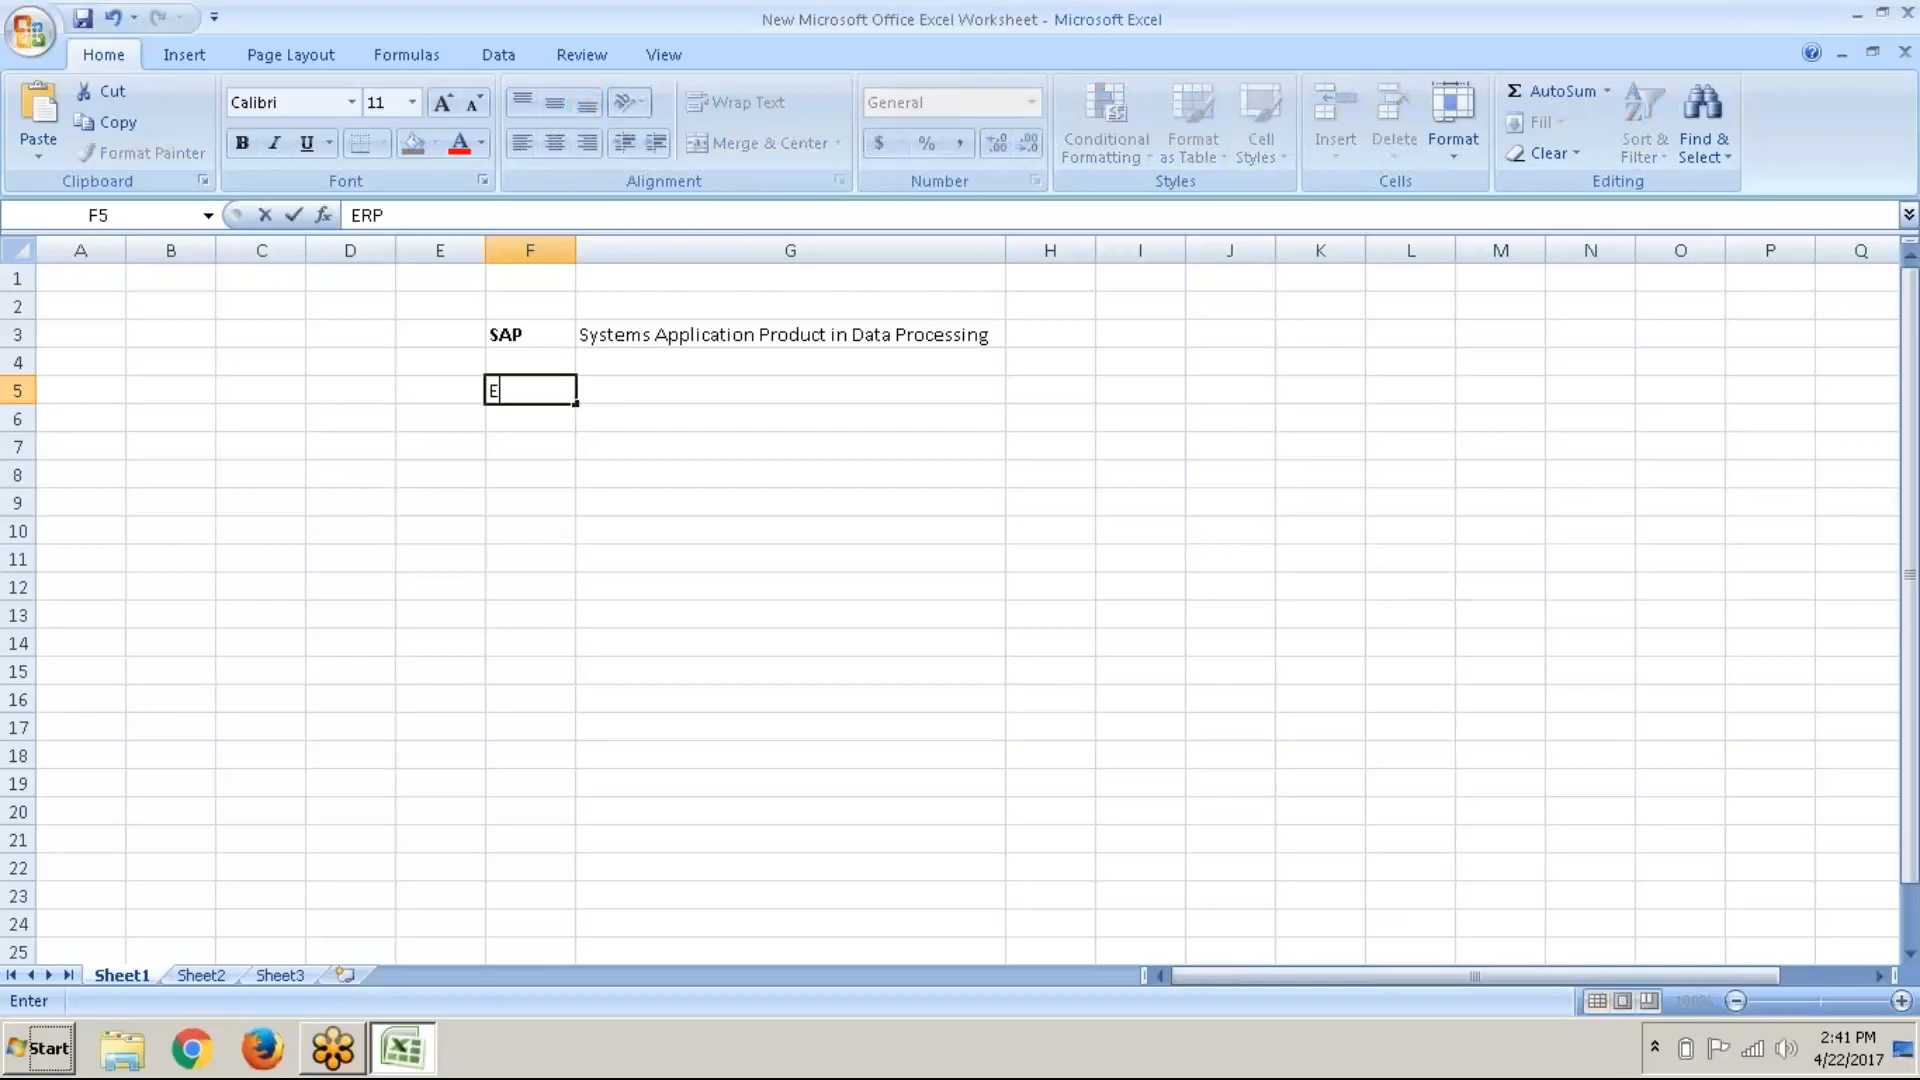 New Microsoft Office Excel Worksheet - Microsoft Excel
Home Insert Page Layout Formulas Data Review View
Paste
Cut
Copy
Format Painter
Clipboard
Calibri 11
B I U A
Font
Wrap Text
Merge & Center
Alignment
General
$ % ,
Number
Conditional Formatting
Format as Table
Cell Styles
Styles
Insert Delete Format
Cells
Σ AutoSum
Fill
Clear
Sort & Filter
Find & Select
Editing
F5 fx ERP
A B C D E F G H I J K L M N O P Q
1
2
3 SAP Systems Application Product in Data Processing
4
5 E
6
7
8
9
10
11
12
13
14
15
16
17
18
19
20
21
22
23
24
25
Sheet1 Sheet2 Sheet3
Enter 100%
Start 2:41 PM
4/22/2017